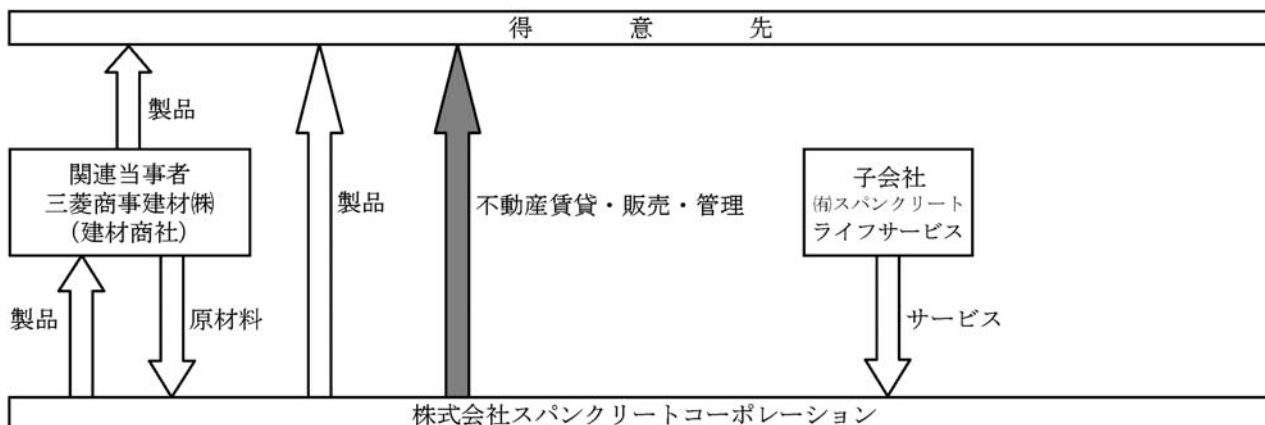 得意先
製品
関連当事者
三菱商事建材㈱
（建材商社）
製品
原材料
製品
不動産賃貸・販売・管理
子会社
㈲スパンクリート
ライフサービス
サービス
株式会社スパンクリートコーポレーション